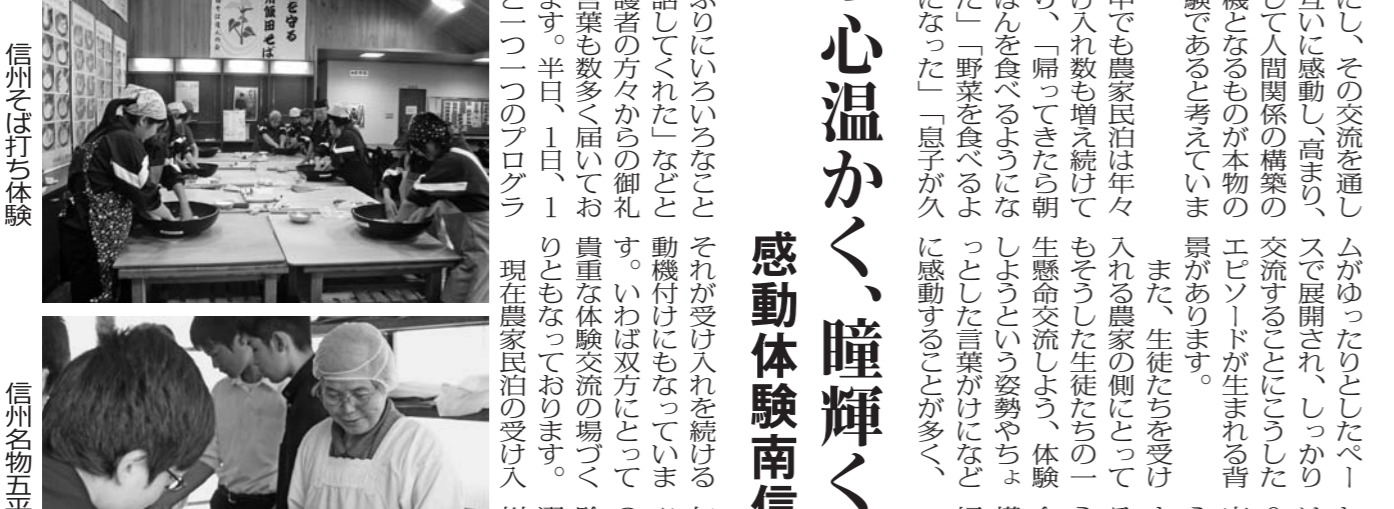 にし、その交流を通し
互いに感動し、高まり、
して人間関係の構築の
機となるものが本物の
験であると考えていま
中でも農家民泊は年々
け入れ数も増え続けて
り、「帰ってきたら朝
はんを食べるようにな
た」「野菜を食べるよ
になった」「息子が久
心温かく、瞳輝く
感動体験南信
ぶりにいろいろなこと
話してくれた」などと
護者の方々からの御礼
言葉も数多く届いてお
ます。半日、1日、1
と一つ一つのプログラ
ムがゆったりとしたペー
スで展開され、しっかり
交流することにこうした
エピソードが生まれる背
景があります。
また、生徒たちを受け
入れる農家の側にとって
もそうした生徒たちの一
生懸命交流しよう、体験
しようという姿勢やちょ
っとした言葉がけになど
に感動することが多く、
それが受け入れを続ける
動機付けにもなっていま
す。いわば双方にとって
貴重な体験交流の場づく
りともなっております。
現在農家民泊の受け入
信州そば打ち体験
信州名物五平